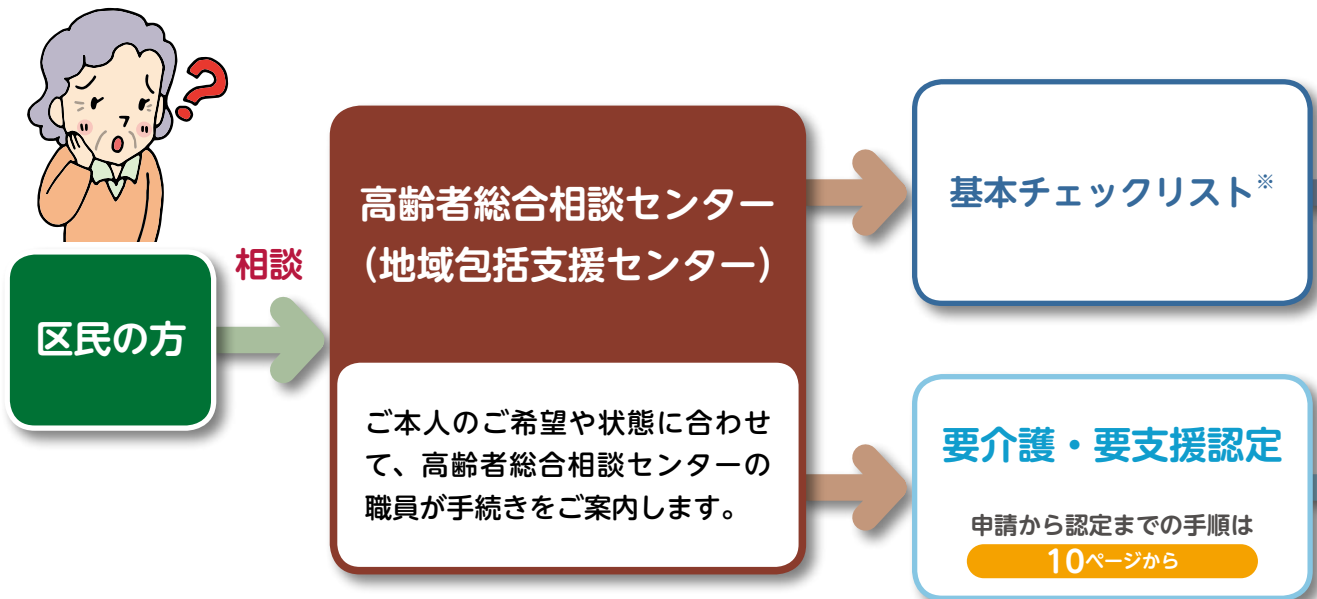 ?
区民の方
相談
高齢者総合相談センター
(地域包括支援センター)
ご本人のご希望や状態に合わせ
て、高齢者総合相談センターの
職員が手続きをご案内します。
基本チェックリスト※
要介護・要支援認定
申請から認定までの手順は
10ページから